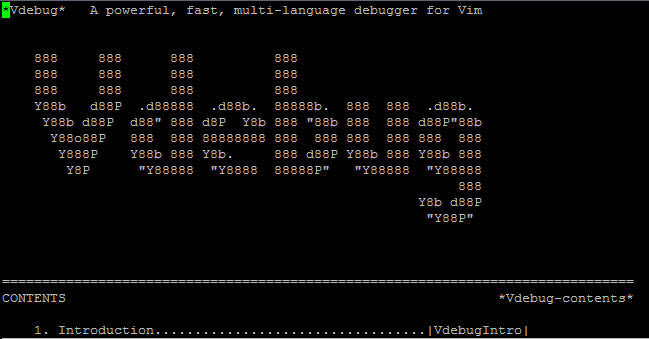 *Vdebug*   A powerful, fast, multi-language debugger for Vim
    888     888      888          888
    888     888      888          888
    888     888      888          888
    Y88b   d88P  .d88888  .d88b.  88888b.  888  888  .d88b.
     Y88b d88P  d88" 888 d8P  Y8b 888 "88b 888  888 d88P"88b
      Y88o88P   888  888 88888888 888  888 888  888 888  888
       Y888P    Y88b 888 Y8b.     888 d88P Y88b 888 Y88b 888
        Y8P      "Y88888  "Y8888  88888P"   "Y88888  "Y88888
                                                         888
                                                    Y8b d88P
                                                     "Y88P"
===============================================================================
CONTENTS                                                      *Vdebug-contents*
    1. Introduction..................................|VdebugIntro|